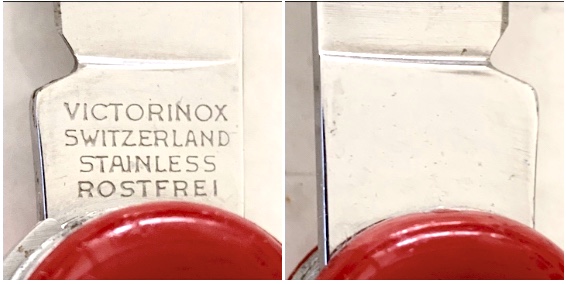 VICTORINOX
SWITZERLAND
STAINLESS
ROSTFREI